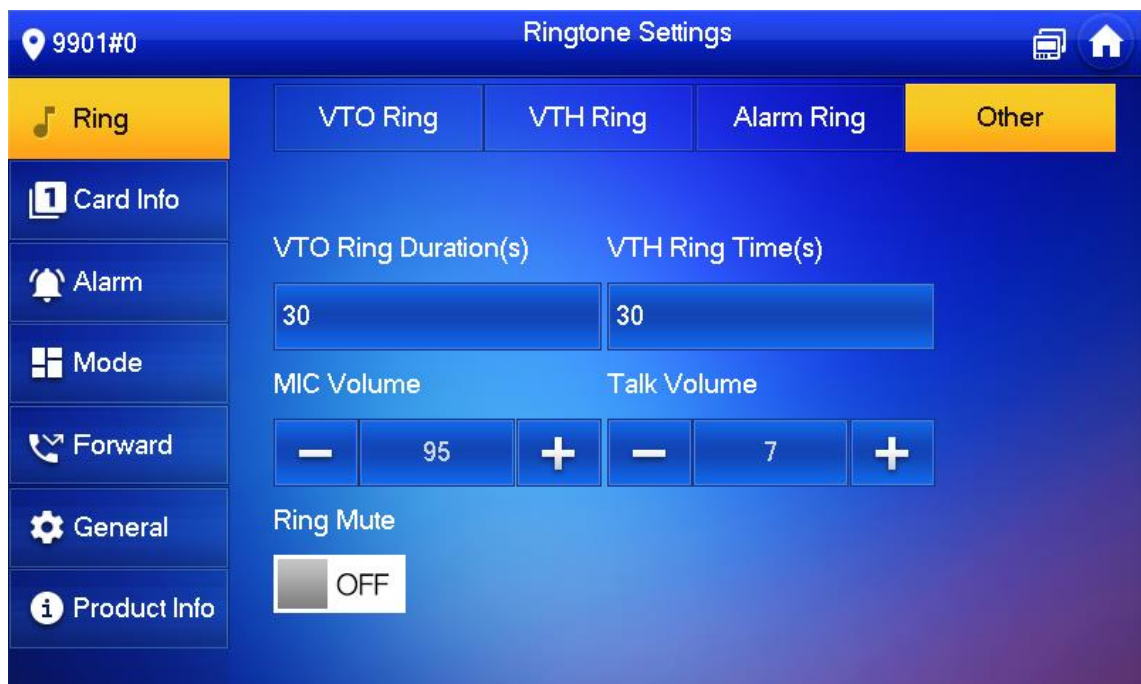 9901#0
Ringtone Settings
Ring
VTO Ring
VTH Ring
Alarm Ring
Other
1 Card Info
Alarm
Mode
Forward
General
i Product Info
VTO Ring Duration(s)
VTH Ring Time(s)
30
30
MIC Volume
Talk Volume
95
7
Ring Mute
OFF